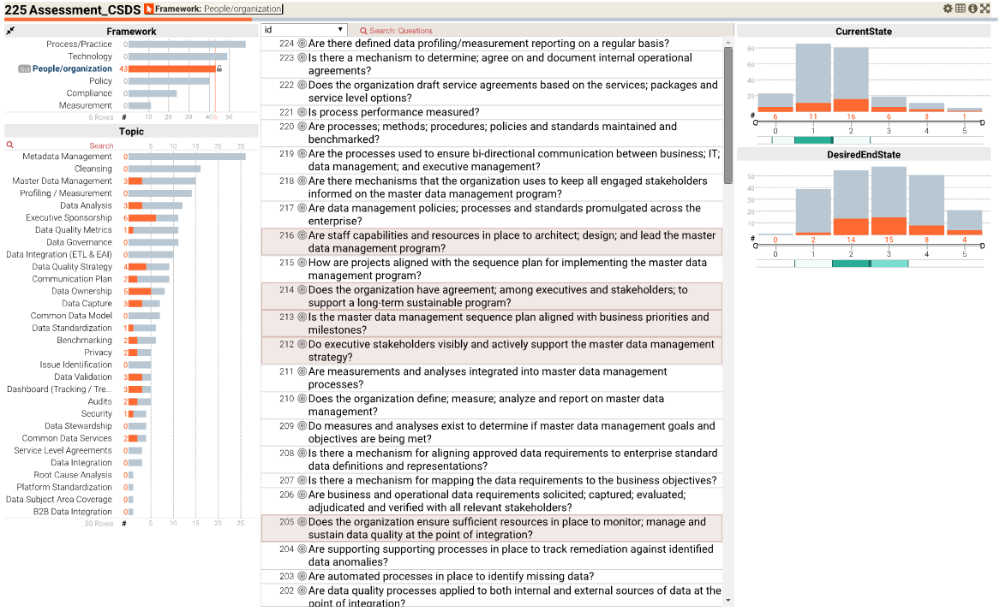 225 Assessment_CSDS Framework: People/organization
Framework
Process/Practice 0
Technology 0
Not People/organization 43
Policy 0
Compliance 0
Measurement 0
6 Rows # 10 20 30 40 50
Topic
Search 5 10 15 20 25
Metadata Management 0
Cleansing 0
Master Data Management 3
Profiling / Measurement 0
Data Analysis 3
Executive Sponsorship 6
Data Quality Metrics 1
Data Governance 0
Data Integration (ETL & EAI) 0
Data Quality Strategy 4
Communication Plan 2
Data Ownership 5
Data Capture 3
Common Data Model 0
Data Standardization 1
Benchmarking 2
Privacy 2
Issue Identification 0
Data Validation 3
Dashboard (Tracking / Tre... 3
Audits 2
Security 1
Data Stewardship 0
Common Data Services 2
Service Level Agreements 0
Data Integration 0
Root Cause Analysis 0
Platform Standardization 0
Data Subject Area Coverage 0
B2B Data Integration 0
30 Rows # 5 10 15 20 25
id Search: Questions
224 Are there defined data profiling/measurement reporting on a regular basis?
223 Is there a mechanism to determine; agree on and document internal operational
agreements?
222 Does the organization draft service agreements based on the services; packages and
service level options?
221 Is process performance measured?
220 Are processes; methods; procedures; policies and standards maintained and
benchmarked?
219 Are the processes used to ensure bi-directional communication between business; IT;
data management; and executive management?
218 Are there mechanisms that the organization uses to keep all engaged stakeholders
informed on the master data management program?
217 Are data management policies; processes and standards promulgated across the
enterprise?
216 Are staff capabilities and resources in place to architect; design; and lead the master
data management program?
215 How are projects aligned with the sequence plan for implementing the master data
management program?
214 Does the organization have agreement; among executives and stakeholders; to
support a long-term sustainable program?
213 Is the master data management sequence plan aligned with business priorities and
milestones?
212 Do executive stakeholders visibly and actively support the master data management
strategy?
211 Are measurements and analyses integrated into master data management
processes?
210 Does the organization define; measure; analyze and report on master data
management?
209 Do measures and analyses exist to determine if master data management goals and
objectives are being met?
208 Is there a mechanism for aligning approved data requirements to enterprise standard
data definitions and representations?
207 Is there a mechanism for mapping the data requirements to the business objectives?
206 Are business and operational data requirements solicited; captured; evaluated;
adjudicated and verified with all relevant stakeholders?
205 Does the organization ensure sufficient resources in place to monitor; manage and
sustain data quality at the point of integration?
204 Are supporting supporting processes in place to track remediation against identified
data anomalies?
203 Are automated processes in place to identify missing data?
202 Are data quality processes applied to both internal and external sources of data at the
point of integration?
CurrentState
80
60
40
20
# 6 11 16 6 3 1
0 1 2 3 4 5
DesiredEndState
50
40
30
20
10
# 0 2 14 15 8 4
0 1 2 3 4 5